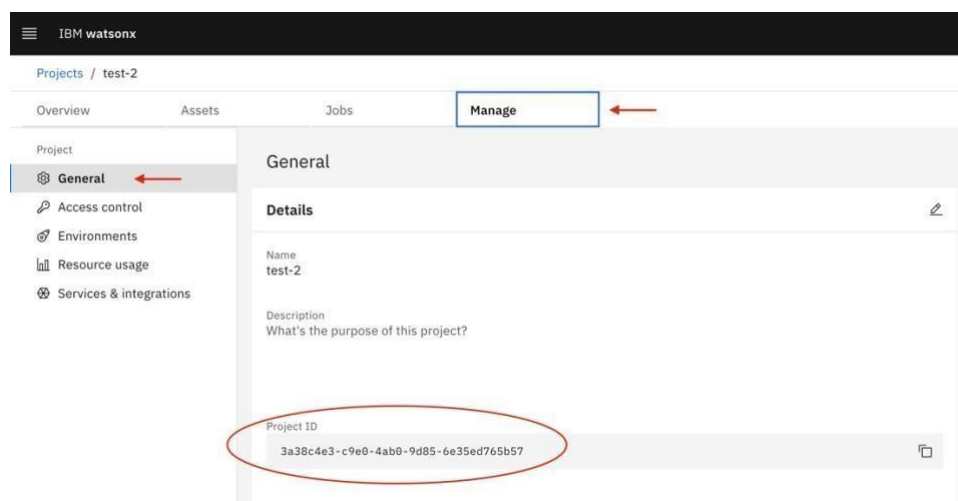 IBM watsonx
Projects / test-2
Overview Assets Jobs Manage
Project
General
Access control
Environments
Resource usage
Services & integrations
General
Details
Name
test-2
Description
What's the purpose of this project?
Project ID
3a38c4e3-c9e0-4ab0-9d85-6e35ed765b57